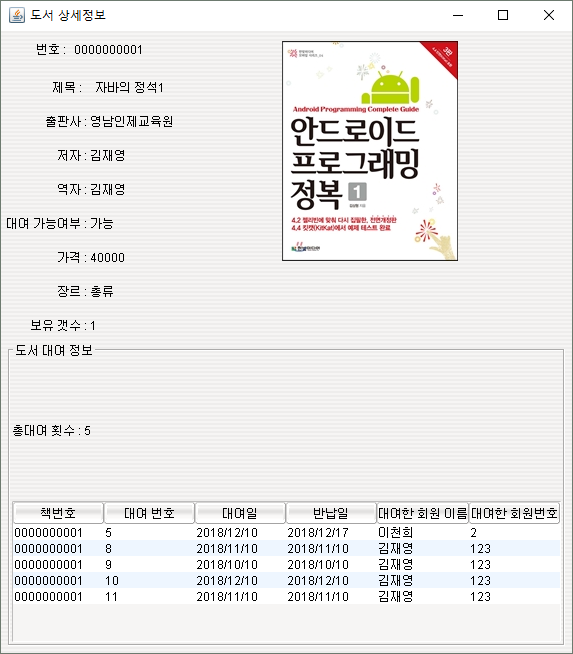 도서 상세정보
번호 : 0000000001
제목 : 자바의 정석1
출판사 : 영남인제교육원
저자 : 김재영
역자 : 김재영
대여 가능여부 : 가능
가격 : 40000
장르 : 총류
보유 갯수 : 1
3판
Android Programming Complete Guide
안드로이드
프로그래밍
정복 1
4.2 젤리빈에 맞춰 다시 집필한, 전면개정판
4.4 킷캣(KitKat)에서 예제 테스트 완료
한빛미디어
도서 대여 정보
총대여 횟수 : 5
책번호 대여 번호 대여일 반납일 대여한 회원 이름 대여한 회원번호
0000000001 5 2018/12/10 2018/12/17 이천희 2
0000000001 8 2018/11/10 2018/11/10 김재영 123
0000000001 9 2018/10/10 2018/10/10 김재영 123
0000000001 10 2018/12/10 2018/12/10 김재영 123
0000000001 11 2018/11/10 2018/11/10 김재영 123